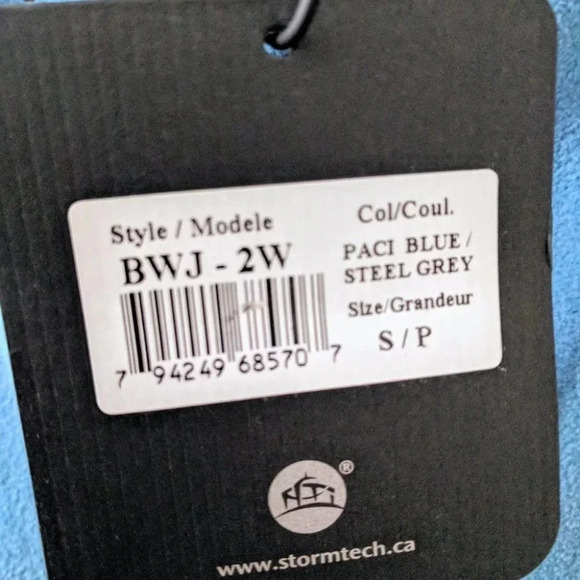 Style / Modele
BWJ - 2W
7 94249 68570 7
Col/Coul.
PACI BLUE /
STEEL GREY
Size/Grandeur
S / P
®
www.stormtech.ca